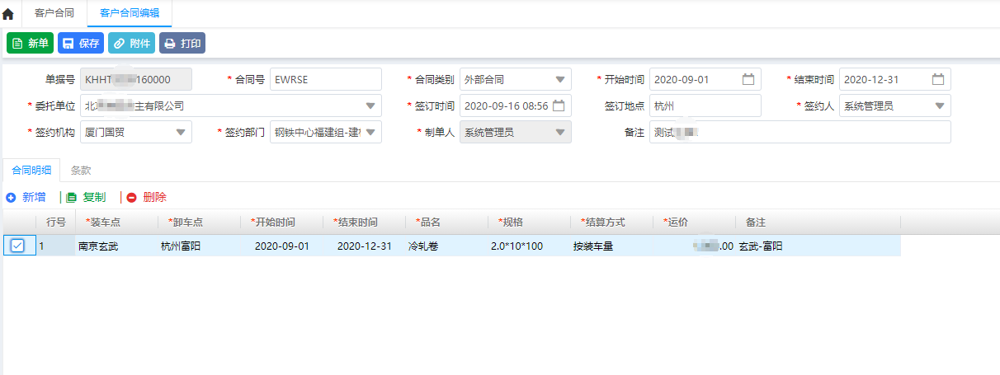 客户合同 客户合同编辑
新单 保存 附件 打印
单据号 KHHT 160000 * 合同号 EWRSE * 合同类别 外部合同 * 开始时间 2020-09-01 * 结束时间 2020-12-31
* 委托单位 北 主有限公司 * 签订时间 2020-09-16 08:56 签订地点 杭州 * 签约人 系统管理员
* 签约机构 厦门国贸 * 签约部门 钢铁中心福建组-建材 * 制单人 系统管理员 备注 测试
合同明细 条款
新增 复制 删除
行号 *装车点 *卸车点 *开始时间 *结束时间 *品名 *规格 *结算方式 *运价 备注
1 南京玄武 杭州富阳 2020-09-01 2020-12-31 冷轧卷 2.0*10*100 按装车量 .00 玄武-富阳